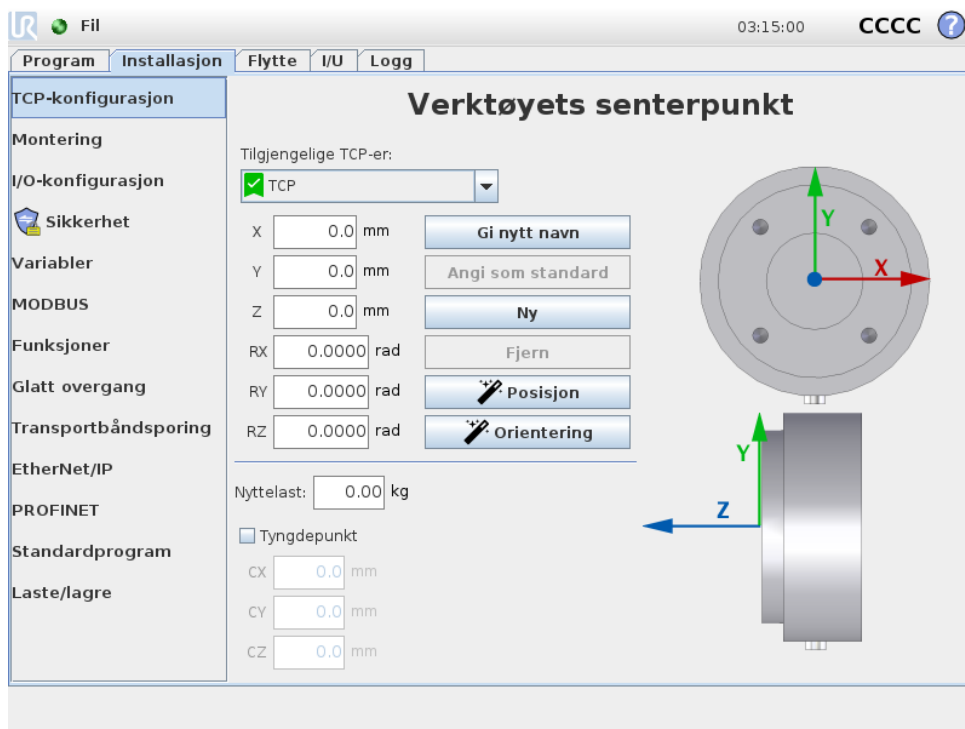 UR Fil 03:15:00 CCCC ?
Program Installasjon Flytte I/U Logg
TCP-konfigurasjon
Montering
I/O-konfigurasjon
Sikkerhet
Variabler
MODBUS
Funksjoner
Glatt overgang
Transportbåndsporing
EtherNet/IP
PROFINET
Standardprogram
Laste/lagre
Verktøyets senterpunkt
Tilgjengelige TCP-er:
TCP
X 0.0 mm Gi nytt navn
Y 0.0 mm Angi som standard
Z 0.0 mm Ny
RX 0.0000 rad Fjern
RY 0.0000 rad Posisjon
RZ 0.0000 rad Orientering
Nyttelast: 0.00 kg
Tyngdepunkt
CX 0.0 mm
CY 0.0 mm
CZ 0.0 mm
Y
X
Y
Z